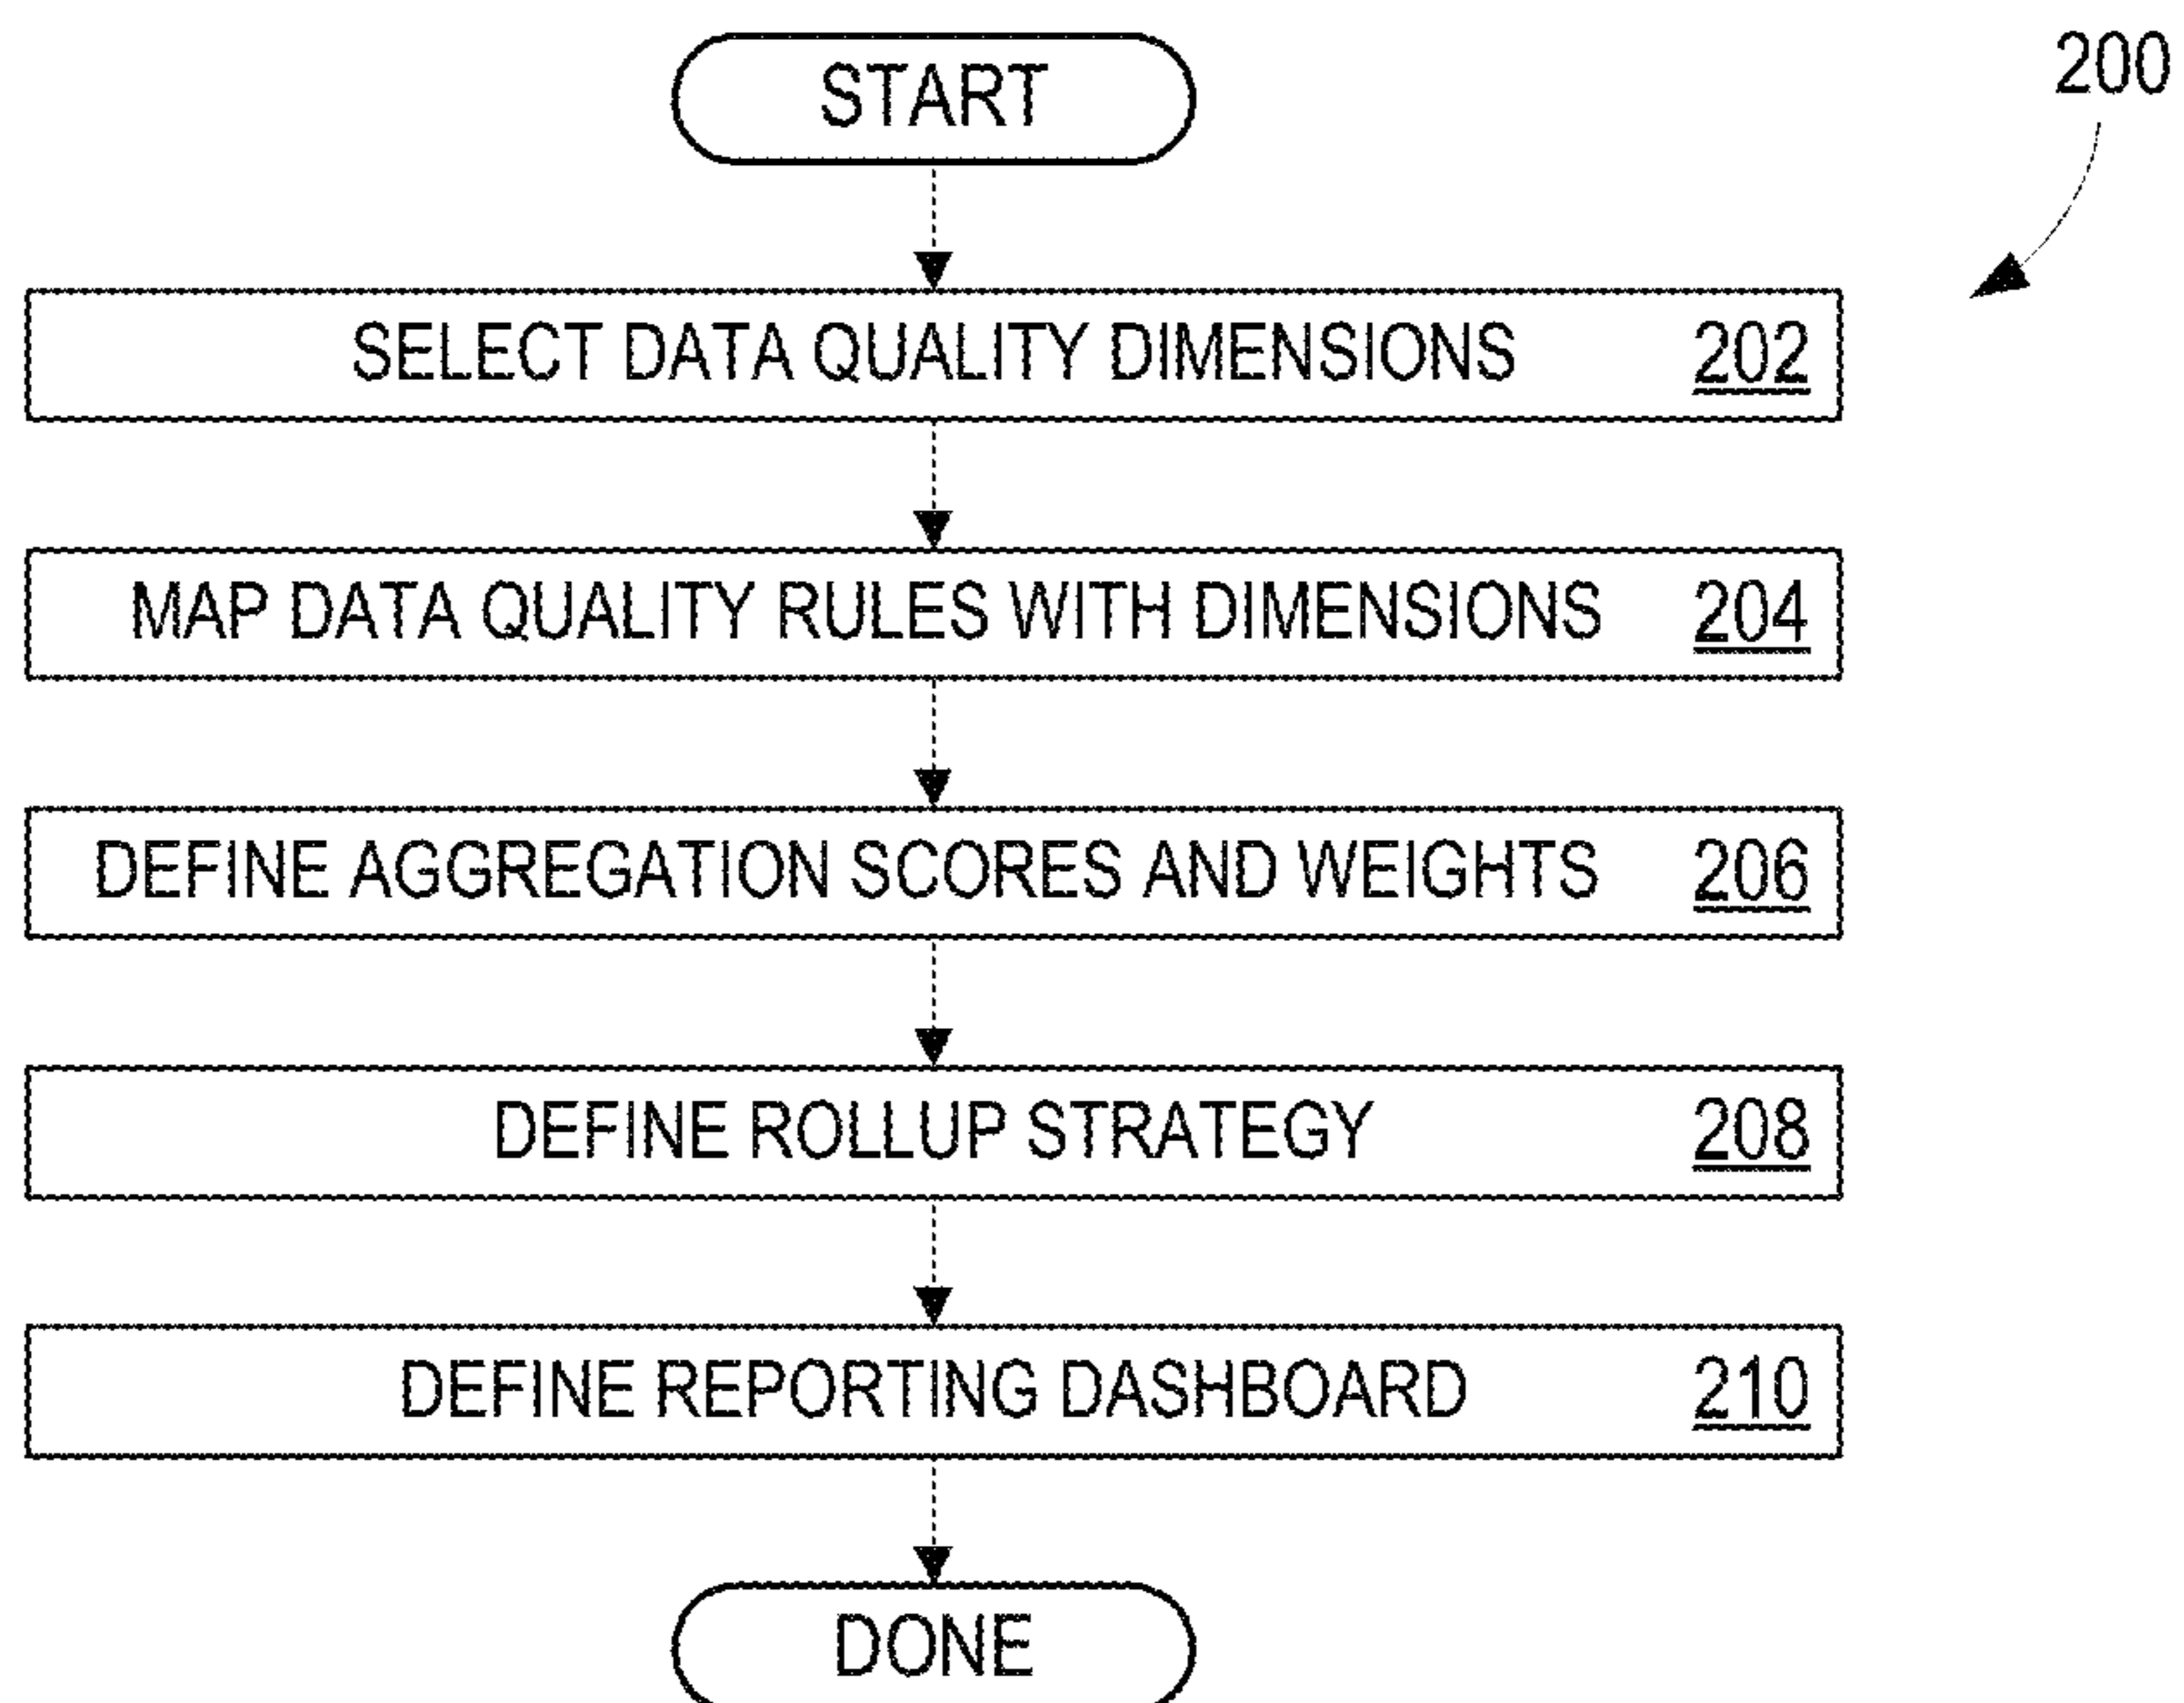 START
200
SELECT DATA QUALITY DIMENSIONS 202
MAP DATA QUALITY RULES WITH DIMENSIONS 204
DEFINE AGGREGATION SCORES AND WEIGHTS 206
DEFINE ROLLUP STRATEGY 208
DEFINE REPORTING DASHBOARD 210
DONE